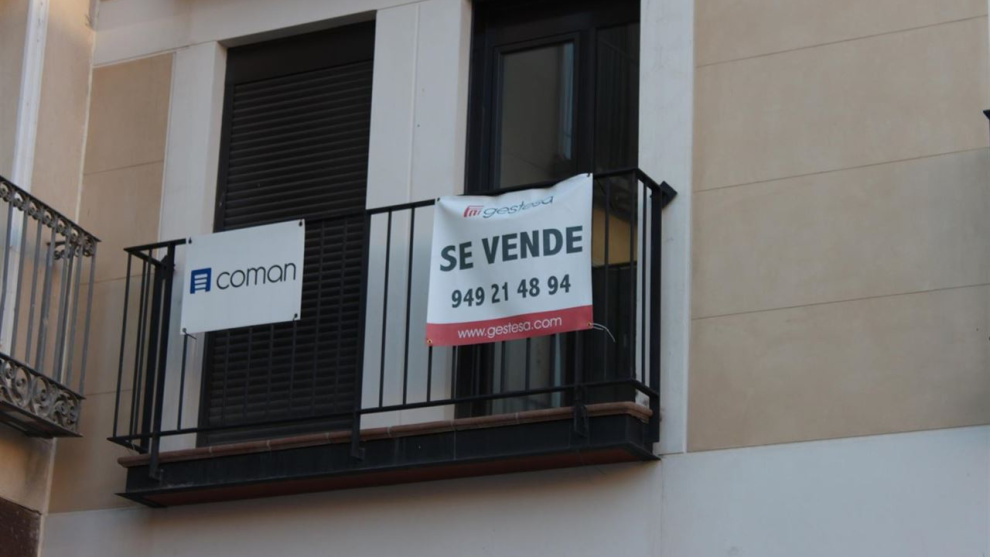 coman
gestesa
SE VENDE
949 21 48 94
www.gestesa.com